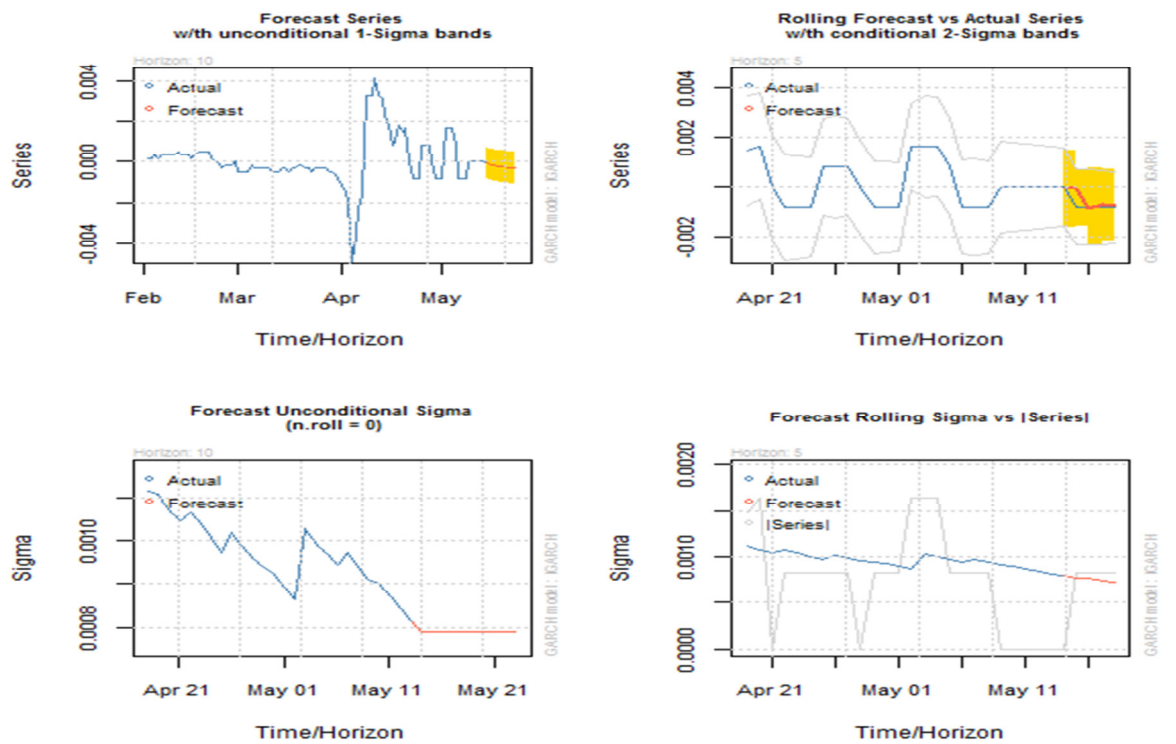 Forecast Series
w/th unconditional 1-Sigma bands
Horizon: 10
Actual
Forecast
Series
0.004
0.000
-0.004
Feb Mar Apr May
Time/Horizon
GARCH model: iGARCH
Rolling Forecast vs Actual Series
w/th conditional 2-Sigma bands
Horizon: 5
Actual
Forecast
Series
0.004
0.002
-0.002
Apr 21 May 01 May 11
Time/Horizon
GARCH model: iGARCH
Forecast Unconditional Sigma
(n.roll = 0)
Horizon: 10
Actual
Forecast
Sigma
0.0010
0.0008
Apr 21 May 01 May 11 May 21
Time/Horizon
GARCH model: iGARCH
Forecast Rolling Sigma vs |Series|
Horizon: 5
Actual
Forecast
|Series|
Sigma
0.0020
0.0010
0.0000
Apr 21 May 01 May 11
Time/Horizon
GARCH model: iGARCH